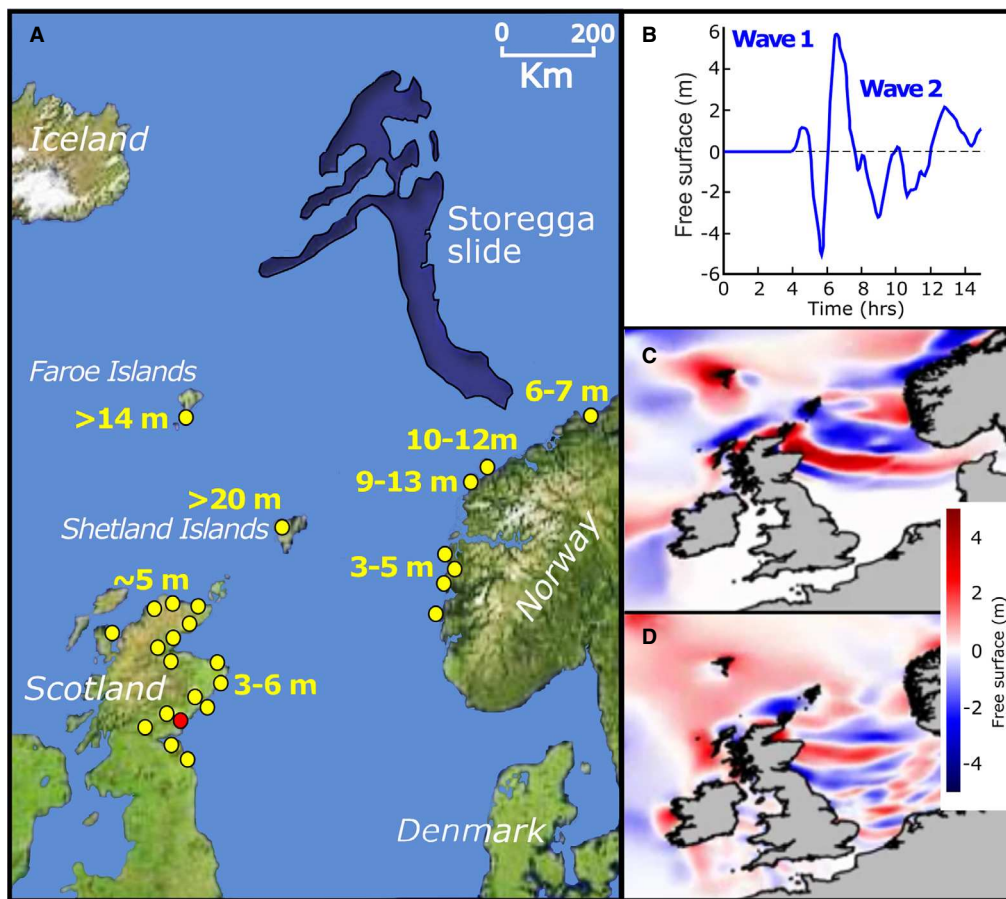 A
0 200
Km
Iceland
Storegga
slide
Faroe Islands
>14 m
6-7 m
10-12m
9-13 m
>20 m
Shetland Islands
3-5 m
Norway
~5 m
Scotland
3-6 m
Denmark
B
Wave 1
Wave 2
Free surface (m)
6
4
2
0
-2
-4
-6
0 2 4 6 8 10 12 14
Time (hrs)
C
D
4
2
0
-2
-4
Free surface (m)